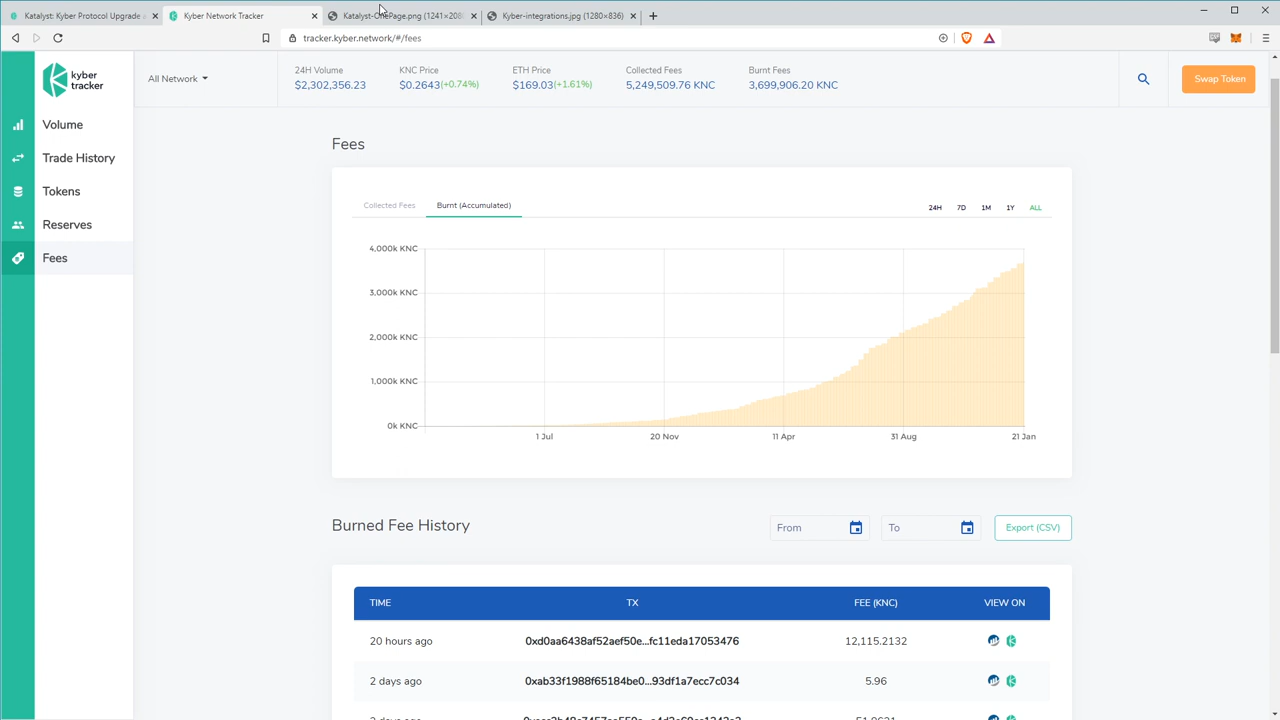 Katalyst: Kyber Protocol Upgrade a
Kyber Network Tracker
Katalyst-OnePage.png (1241×208
Kyber-integrations.jpg (1280×836)
tracker.kyber.network/#/fees
kyber
tracker
All Network
24H Volume
$2,302,356.23
KNC Price
$0.2643(+0.74%)
ETH Price
$169.03(+1.61%)
Collected Fees
5,249,509.76 KNC
Burnt Fees
3,699,906.20 KNC
Swap Token
Volume
Trade History
Tokens
Reserves
Fees
Fees
Collected Fees
Burnt (Accumulated)
24H
7D
1M
1Y
ALL
4,000k KNC
3,000k KNC
2,000k KNC
1,000k KNC
0k KNC
1 Jul
20 Nov
11 Apr
31 Aug
21 Jan
Burned Fee History
From
To
Export (CSV)
TIME
TX
FEE (KNC)
VIEW ON
20 hours ago
0xd0aa6438af52aef50e...fc11eda17053476
12,115.2132
2 days ago
0xab33f1988f65184be0...93df1a7ecc7c034
5.96